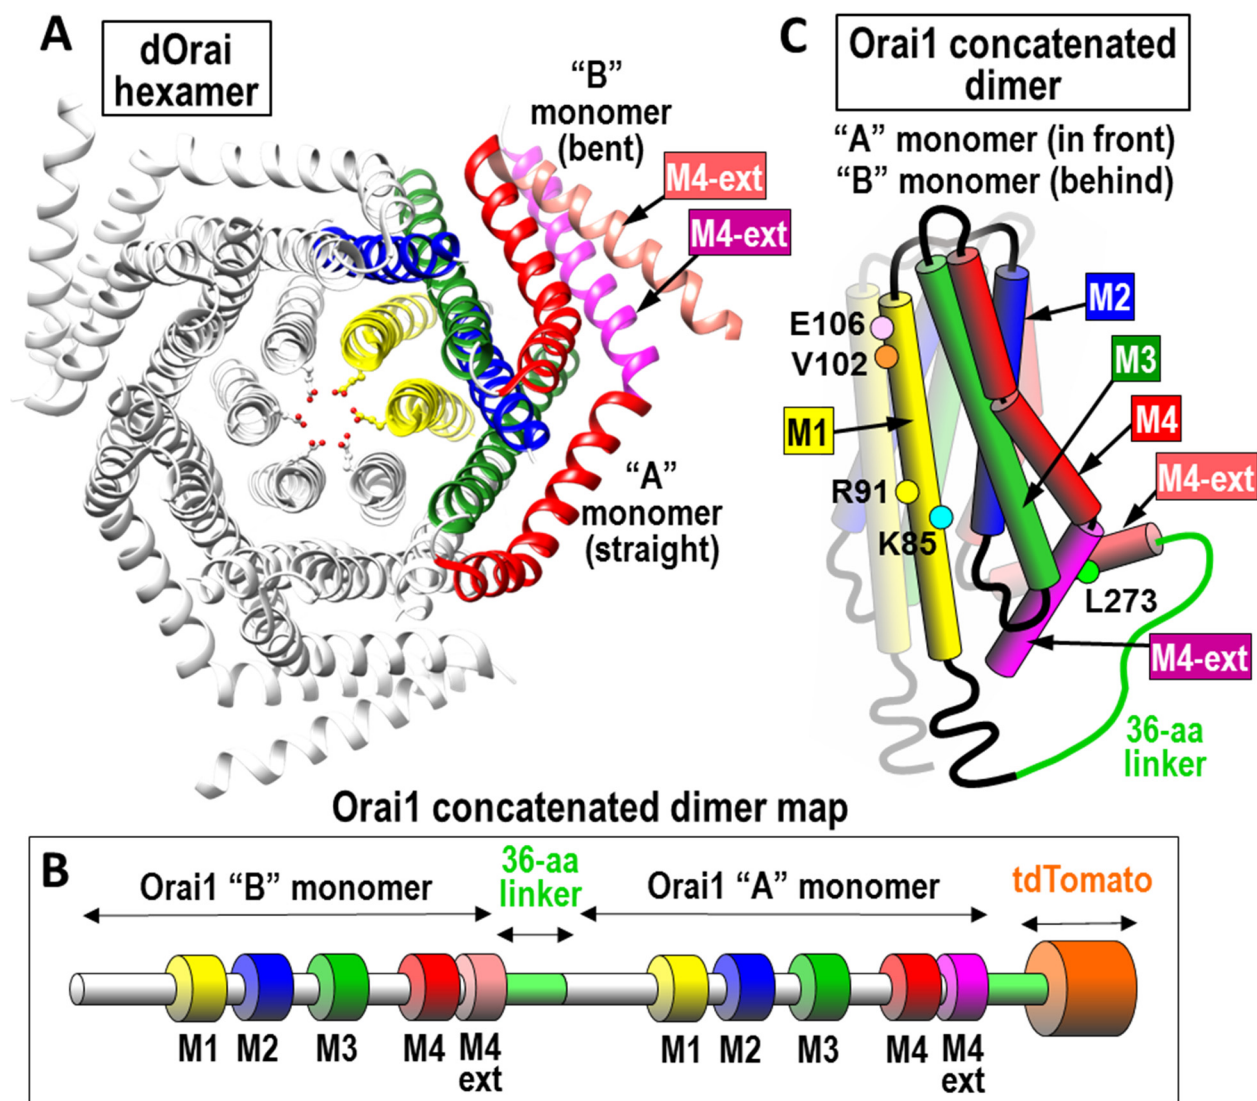 A
dOrai
hexamer
"B"
monomer
(bent)
M4-ext
M4-ext
"A"
monomer
(straight)
C
Orai1 concatenated
dimer
"A" monomer (in front)
"B" monomer (behind)
E106
V102
M1
R91
K85
M2
M3
M4
M4-ext
L273
M4-ext
36-aa
linker
Orai1 concatenated dimer map
B
Orai1 "B" monomer
36-aa
linker
Orai1 "A" monomer
tdTomato
M1 M2 M3 M4 M4
ext
M1 M2 M3 M4 M4
ext